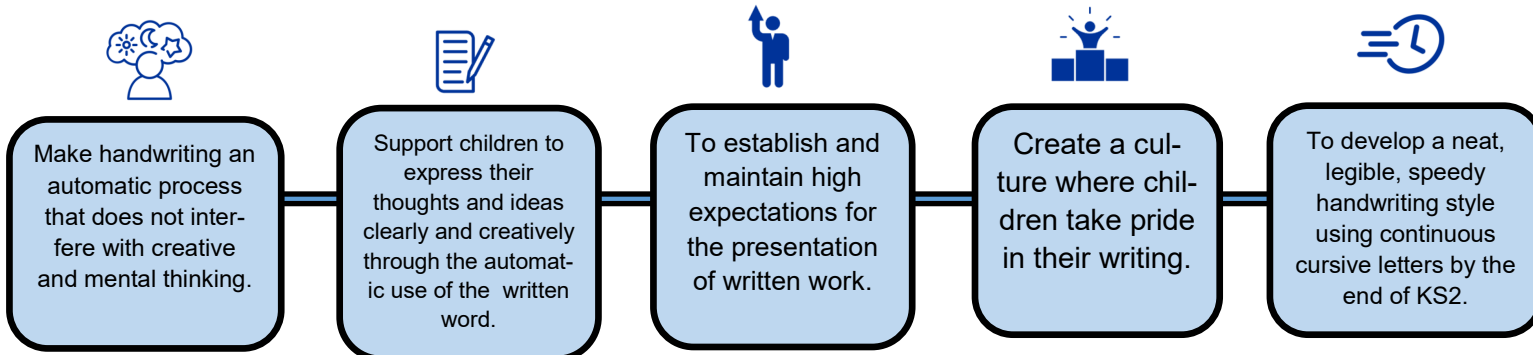 Make handwriting an
automatic process
that does not inter-
fere with creative
and mental thinking.
Support children to
express their
thoughts and ideas
clearly and creatively
through the automat-
ic use of the  written
word.
To establish and
maintain high
expectations for
the presentation
of written work.
Create a cul-
ture where chil-
dren take pride
in their writing.
To develop a neat,
legible, speedy
handwriting style
using continuous
cursive letters by the
end of KS2.